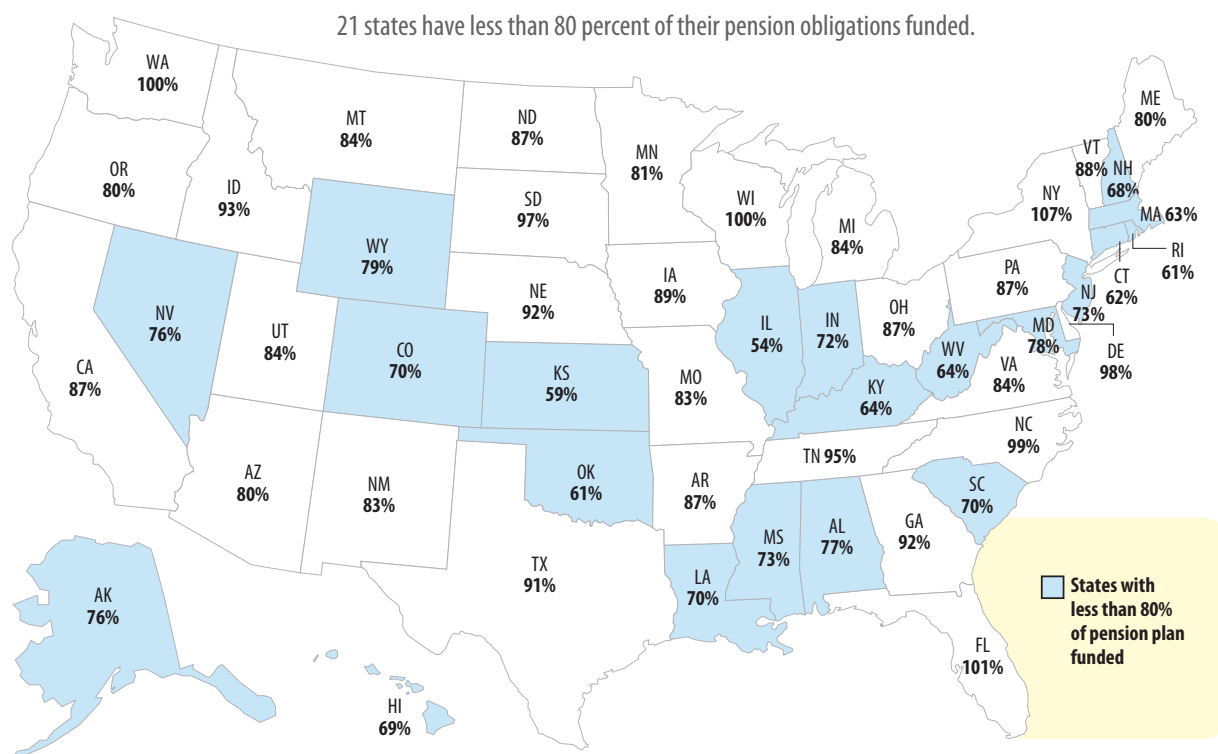 21 states have less than 80 percent of their pension obligations funded.
WA
100%
MT
84%
ND
87%
MN
81%
ME
80%
VT
88%
NH
68%
OR
80%
ID
93%
SD
97%
WI
100%
MI
84%
NY
107%
MA 63%
RI
61%
CT
62%
WY
79%
IA
89%
PA
87%
NJ
73%
NE
92%
NV
76%
UT
84%
CO
70%
IL
54%
IN
72%
OH
87%
MD
78%
DE
98%
CA
87%
KS
59%
MO
83%
WV
64%
VA
84%
KY
64%
NC
99%
TN 95%
AZ
80%
NM
83%
OK
61%
AR
87%
SC
70%
MS
73%
AL
77%
GA
92%
TX
91%
LA
70%
AK
76%
HI
69%
FL
101%
States with
less than 80%
of pension plan
funded